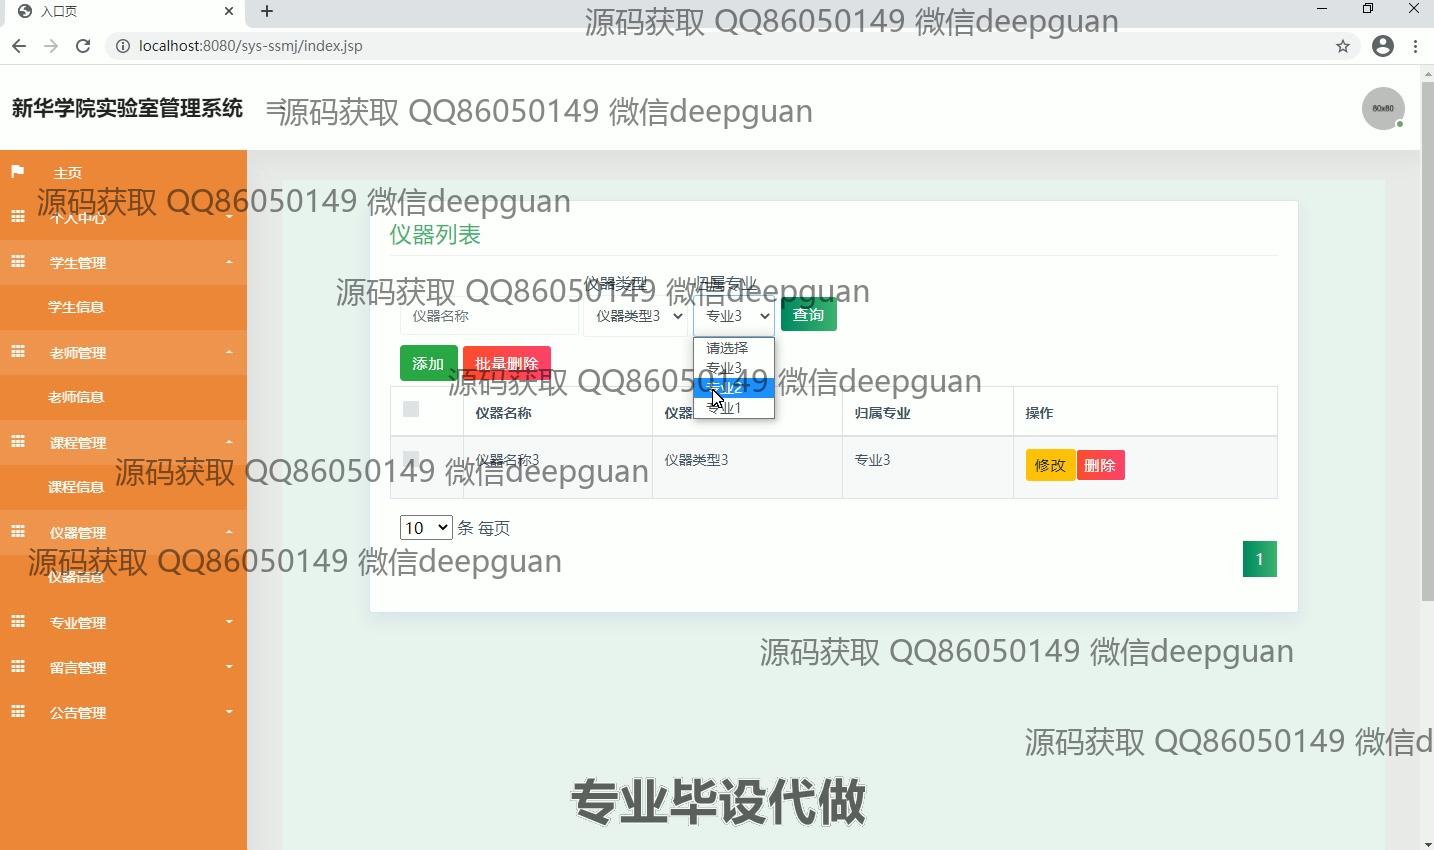 入口页
源码获取 QQ86050149 微信deepguan
localhost:8080/sys-ssmj/index.jsp
新华学院实验室管理系统
源码获取 QQ86050149 微信deepguan
80x80
主页
源码获取 QQ86050149 微信deepguan
个人中心
仪器列表
学生管理
仪器类型 归属专业
源码获取 QQ86050149 微信deepguan
学生信息
仪器名称 仪器类型3 专业3 查询
请选择
专业3
专业2
专业1
老师管理
添加 批量删除
源码获取 QQ86050149 微信deepguan
老师信息
仪器名称 仪器 归属专业 操作
课程管理
仪器名称3 仪器类型3 专业3 修改 删除
源码获取 QQ86050149 微信deepguan
课程信息
仪器管理
10 条 每页
源码获取 QQ86050149 微信deepguan
1
仪器信息
专业管理
源码获取 QQ86050149 微信deepguan
留言管理
公告管理
源码获取 QQ86050149 微信d
专业毕设代做